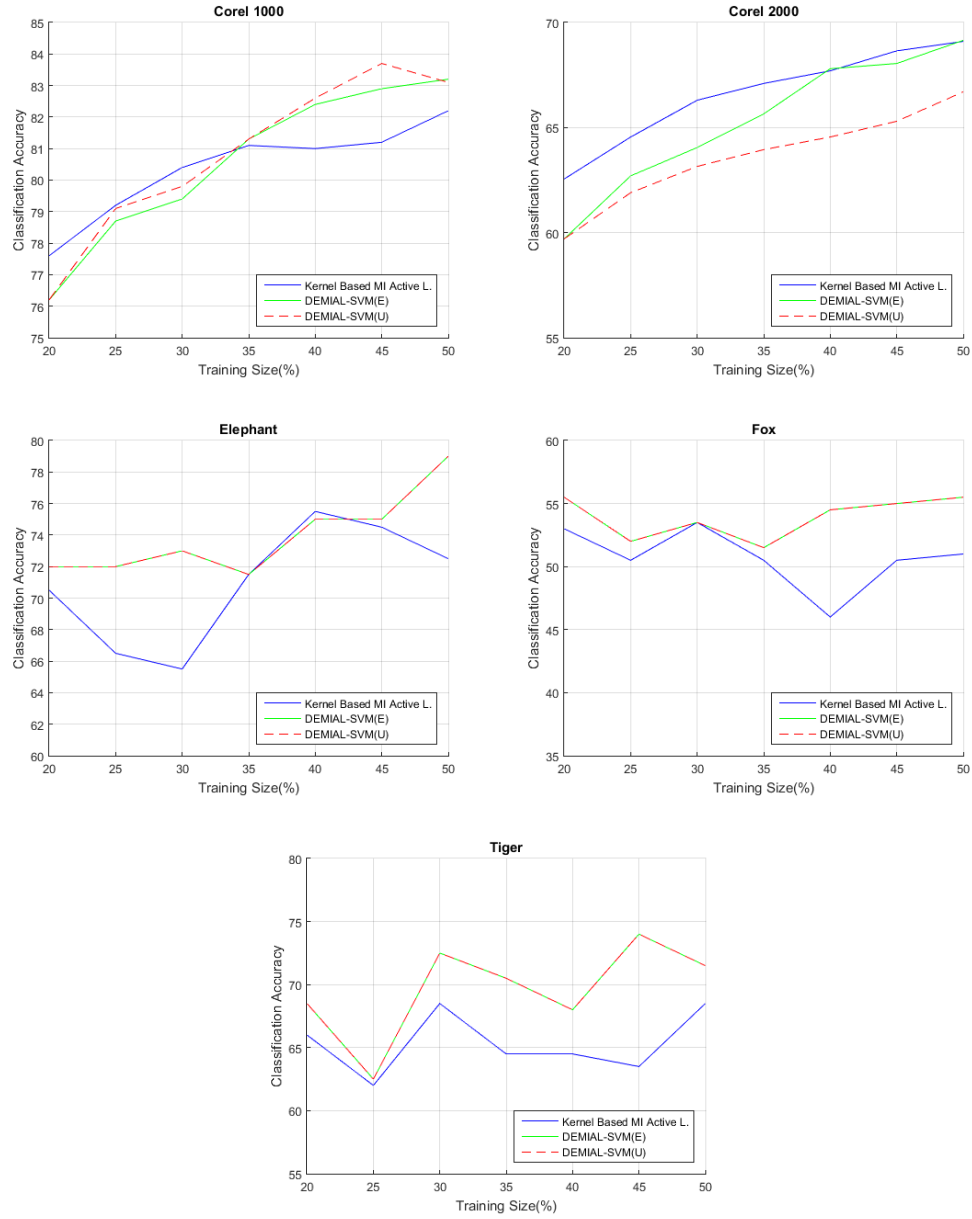 Corel 1000
Classification Accuracy
85
84
83
82
81
80
79
78
77
76
75
20 25 30 35 40 45 50
Training Size(%)
Kernel Based MI Active L.
DEMIAL-SVM(E)
DEMIAL-SVM(U)
Corel 2000
Classification Accuracy
70
65
60
55
20 25 30 35 40 45 50
Training Size(%)
Kernel Based MI Active L.
DEMIAL-SVM(E)
DEMIAL-SVM(U)
Elephant
Classification Accuracy
80
78
76
74
72
70
68
66
64
62
60
20 25 30 35 40 45 50
Training Size(%)
Kernel Based MI Active L.
DEMIAL-SVM(E)
DEMIAL-SVM(U)
Fox
Classification Accuracy
60
55
50
45
40
35
20 25 30 35 40 45 50
Training Size(%)
Kernel Based MI Active L.
DEMIAL-SVM(E)
DEMIAL-SVM(U)
Tiger
Classification Accuracy
80
75
70
65
60
55
20 25 30 35 40 45 50
Training Size(%)
Kernel Based MI Active L.
DEMIAL-SVM(E)
DEMIAL-SVM(U)